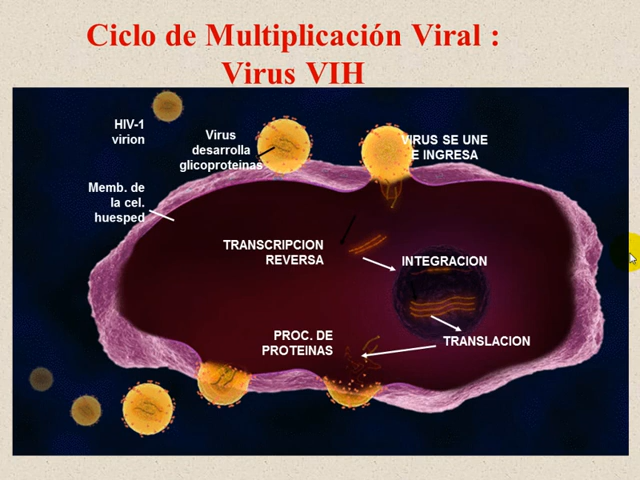 Ciclo de Multiplicación Viral :
Virus VIH
HIV-1
virion
Virus
desarrolla
glicoproteinas
VIRUS SE UNE
E INGRESA
Memb. de
la cel.
huesped
TRANSCRIPCION
REVERSA
INTEGRACION
PROC. DE
PROTEINAS
TRANSLACION